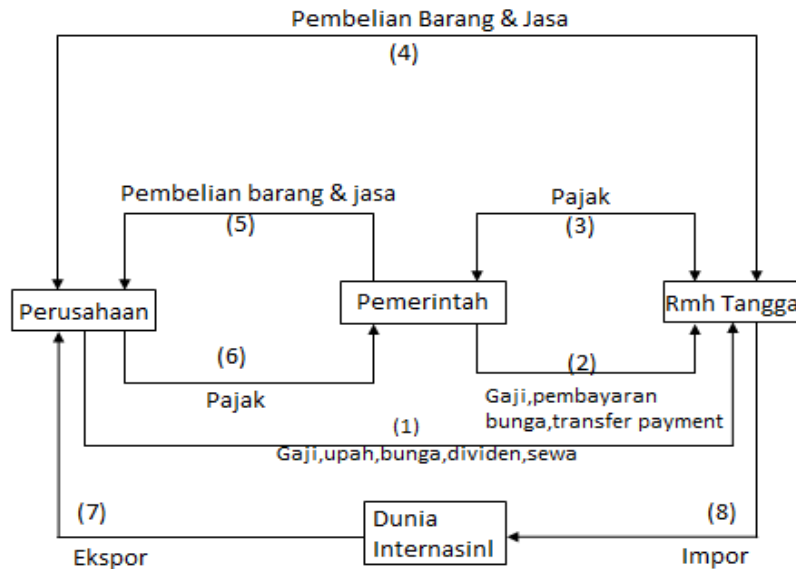 Pembelian Barang & Jasa
(4)
Pembelian barang & jasa
(5)
Pajak
(3)
Perusahaan
Pemerintah
Rmh Tangga
(6)
Pajak
(2)
Gaji,pembayaran
bunga,transfer payment
(1)
Gaji,upah,bunga,dividen,sewa
(7)
Dunia
Internasinl
(8)
Ekspor
Impor